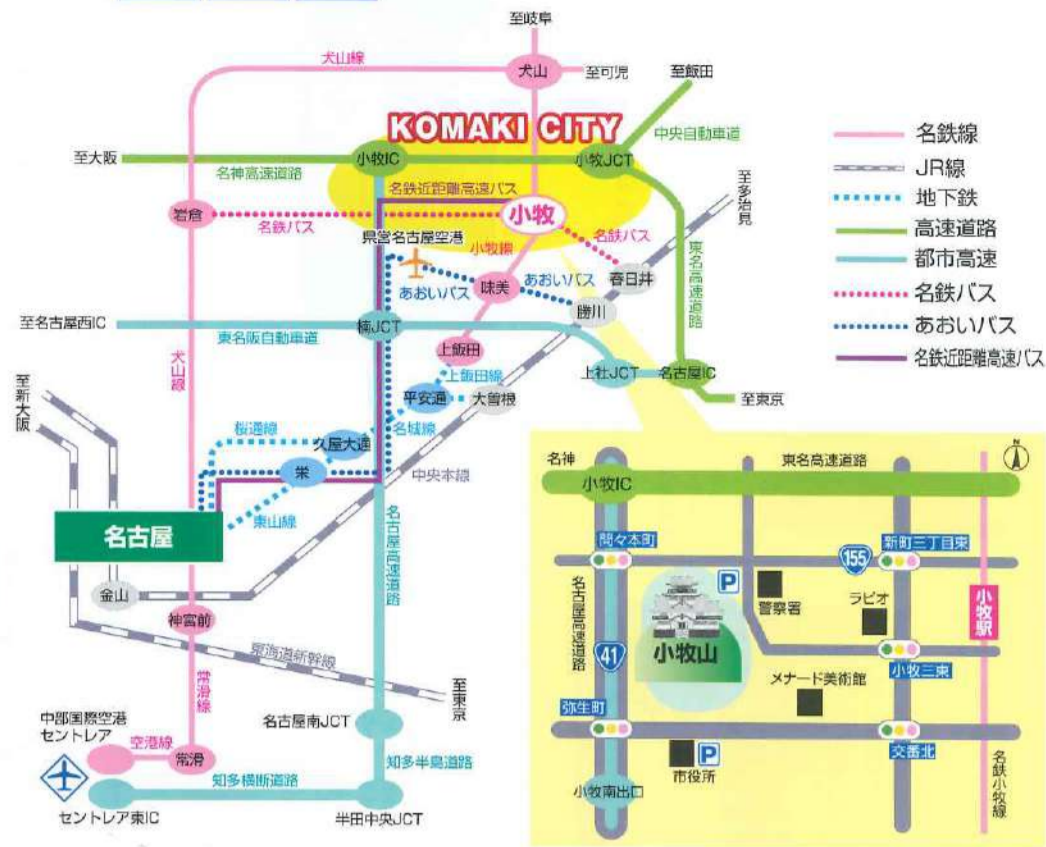 至岐阜
犬山線
犬山
至可児
至飯田
KOMAKI CITY
中央自動車道
至大阪
小牧IC
小牧JCT
名神高速道路
名鉄近距離高速バス
至多治見
岩倉
名鉄バス
小牧
県営名古屋空港
小牧線
名鉄バス
東名高速道路
春日井
あおいバス
味美
あおいバス
勝川
至名古屋西IC
東名阪自動車道
楠JCT
犬山線
上飯田
上飯田線
上社JCT
名古屋IC
至東京
至新大阪
平安通
大曽根
桜通線
久屋大通
名城線
栄
中央本線
東山線
名古屋
名古屋高速道路
金山
神宮前
東海道新幹線
至東京
常滑線
名古屋南JCT
中部国際空港
セントレア
空港線
常滑
知多半島道路
知多横断道路
セントレア東IC
半田中央JCT
名鉄線
JR線
地下鉄
高速道路
都市高速
名鉄バス
あおいバス
名鉄近距離高速バス
名神
東名高速道路
N
小牧IC
間々本町
155
新町三丁目東
P
警察署
ラピオ
小牧駅
名古屋高速道路
41
小牧山
小牧三東
メナード美術館
弥生町
P
市役所
交番北
名鉄小牧線
小牧南出口